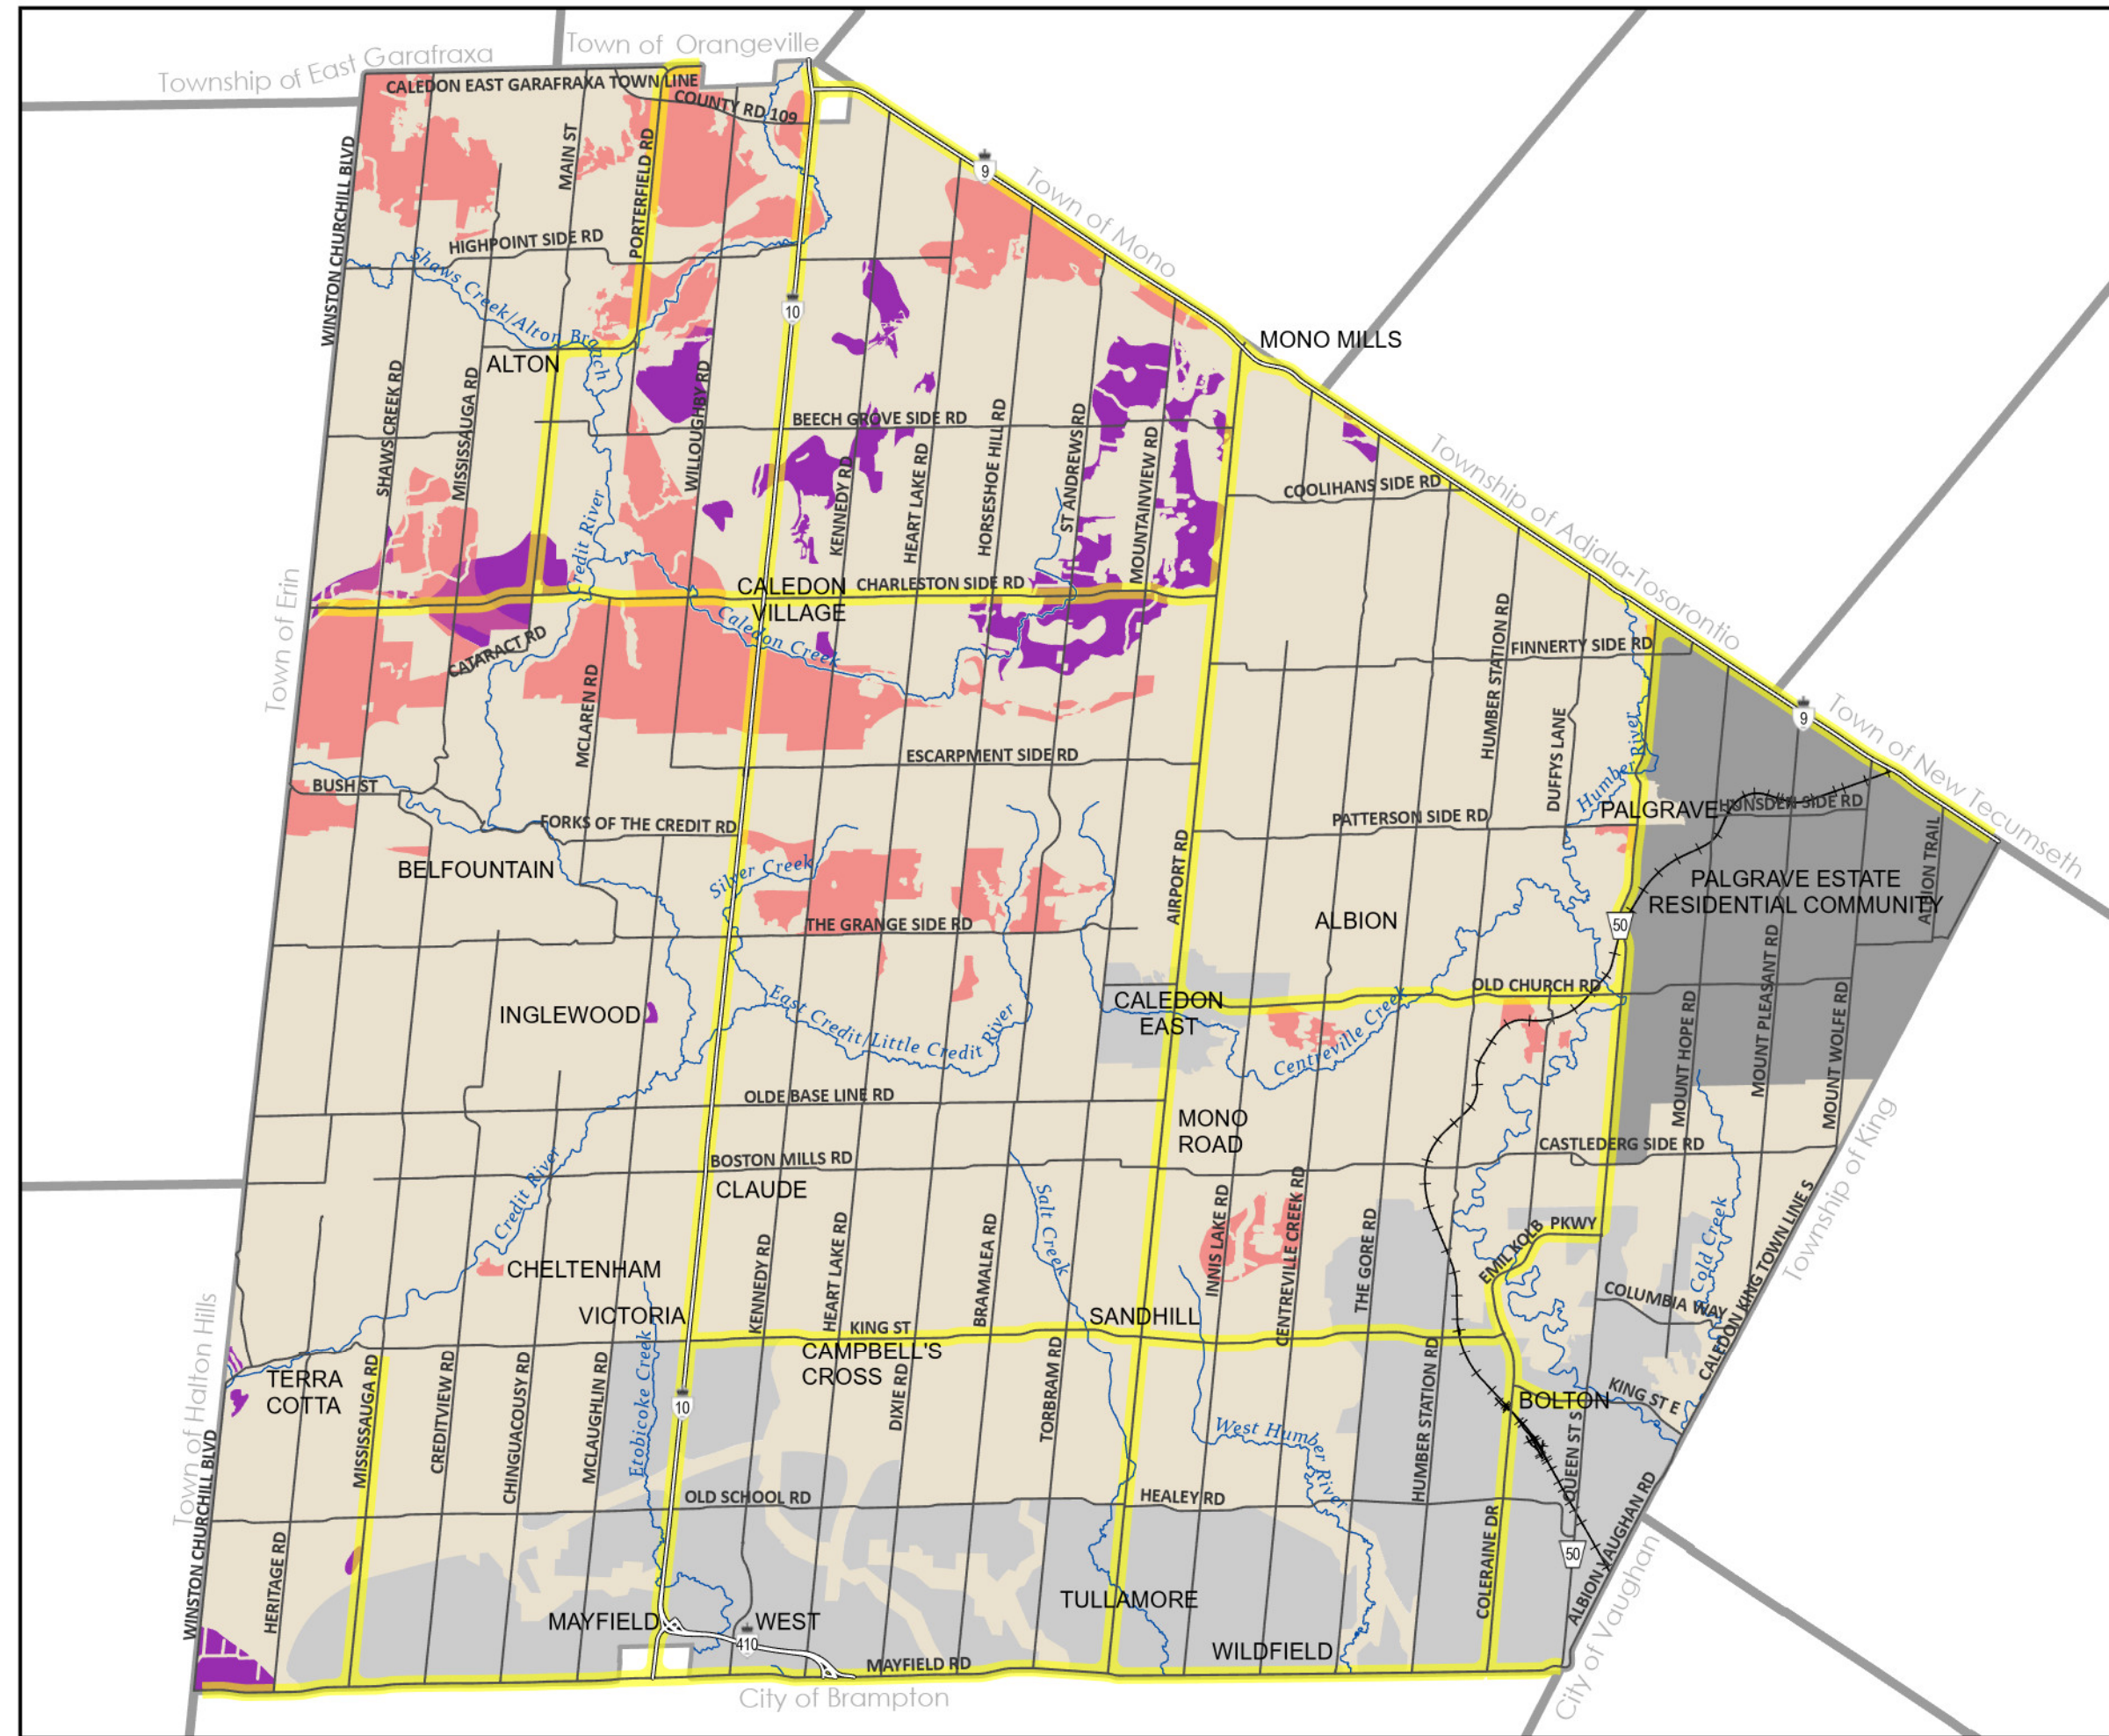 Township of East Garafraxa
Town of Orangeville
CALEDON EAST GARAFRAXA TOWN LINE
COUNTY RD 109
WINSTON CHURCHILL BLVD
MAIN ST
PORTERFIELD RD
9
Town of Mono
HIGHPOINT SIDE RD
Shaws Creek/Alton Branch
10
MONO MILLS
ALTON
SHAWS CREEK RD
MISSISSAUGA RD
WILLOUGHBY RD
BEECH GROVE SIDE RD
KENNEDY RD
HEART LAKE RD
HORSESHOE HILL RD
ST ANDREWS RD
MOUNTAINVIEW RD
COOLIHANS SIDE RD
Township of Adjala-Tosorontio
Town of Erin
Credit River
CALEDON
VILLAGE
CHARLESTON SIDE RD
Caledon Creek
CATARACT RD
MCLAREN RD
HUMBER STATION RD
FINNERTY SIDE RD
DUFFYS LANE
Humber River
9
Town of New Tecumseth
ESCARPMENT SIDE RD
BUSH ST
FORKS OF THE CREDIT RD
AIRPORT RD
PATTERSON SIDE RD
PALGRAVE
HUNSDEN SIDE RD
ALBION TRAIL
BELFOUNTAIN
Silver Creek
PALGRAVE ESTATE
RESIDENTIAL COMMUNITY
THE GRANGE SIDE RD
ALBION
50
INGLEWOOD
East Credit/Little Credit River
CALEDON
EAST
OLD CHURCH RD
Centreville Creek
MOUNT HOPE RD
MOUNT PLEASANT RD
MOUNT WOLFE RD
OLDE BASE LINE RD
MONO
ROAD
CASTLEDERG SIDE RD
Township of King
BOSTON MILLS RD
CLAUDE
Credit River
Salt Creek
INNIS LAKE RD
CENTREVILLE CREEK RD
THE GORE RD
EMIL KOLB PKWY
Cold Creek
CALEDON KING TOWN LINE S
CHELTENHAM
KENNEDY RD
HEART LAKE RD
BRAMALEA RD
COLUMBIA WAY
VICTORIA
KING ST
SANDHILL
CAMPBELL'S
CROSS
Town of Halton Hills
TERRA
COTTA
MISSISSAUGA RD
CREDITVIEW RD
CHINGUACOUSY RD
MCLAUGHLIN RD
Etobicoke Creek
10
DIXIE RD
TORBRAM RD
West Humber River
HUMBER STATION RD
BOLTON
KING ST E
QUEEN ST S
WINSTON CHURCHILL BLVD
OLD SCHOOL RD
HEALEY RD
HERITAGE RD
COLERAINE DR
50
ALBION VAUGHAN RD
City of Vaughan
TULLAMORE
MAYFIELD WEST
410
WILDFIELD
MAYFIELD RD
City of Brampton